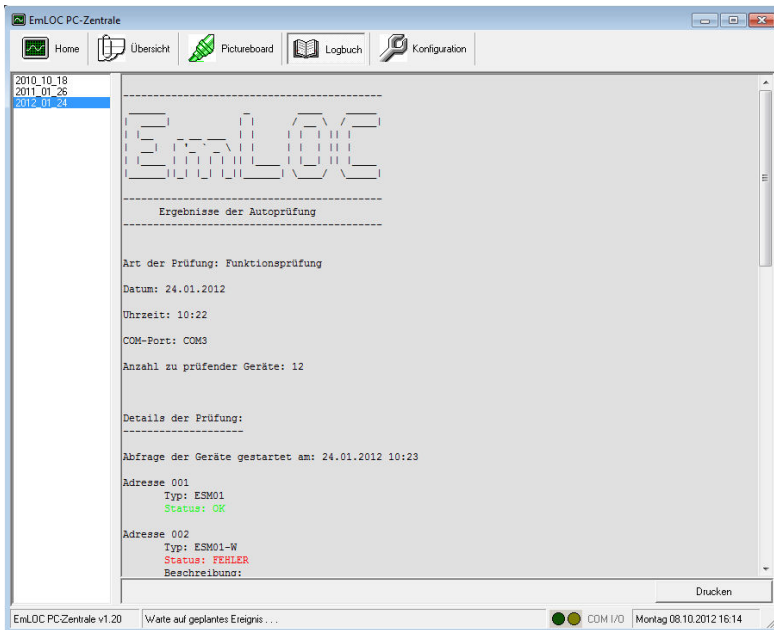 EmLOC PC-Zentrale
Home Übersicht Pictureboard Logbuch Konfiguration
2010_10_18
2011_01_26
2012_01_24
EmLOC
Ergebnisse der Autoprüfung
Art der Prüfung: Funktionsprüfung
Datum: 24.01.2012
Uhrzeit: 10:22
COM-Port: COM3
Anzahl zu prüfender Geräte: 12
Details der Prüfung:
Abfrage der Geräte gestartet am: 24.01.2012 10:23
Adresse 001
Typ: ESM01
Status: OK
Adresse 002
Typ: ESM01-W
Status: FEHLER
Beschreibung:
Drucken
EmLOC PC-Zentrale v1.20 Warte auf geplantes Ereignis . . . COM I/O Montag 08.10.2012 16:14